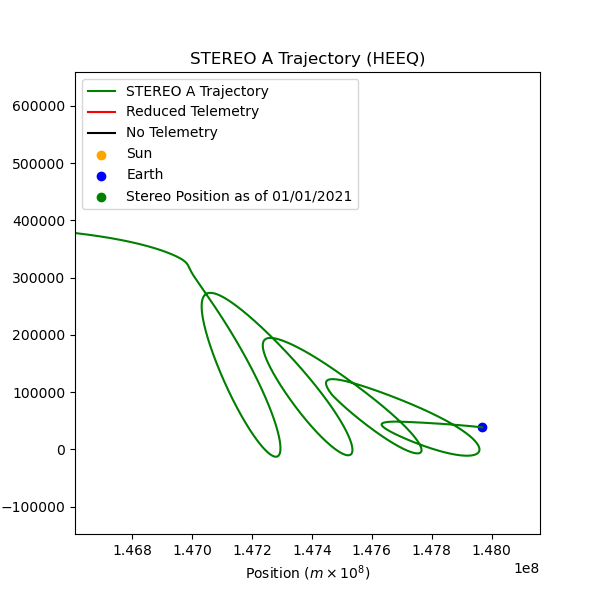 STEREO A Trajectory (HEEQ)
STEREO A Trajectory
Reduced Telemetry
No Telemetry
Sun
Earth
Stereo Position as of 01/01/2021
600000
500000
400000
300000
200000
100000
0
−100000
1.468 1.470 1.472 1.474 1.476 1.478 1.480
1e8
Position (m × 10⁸)